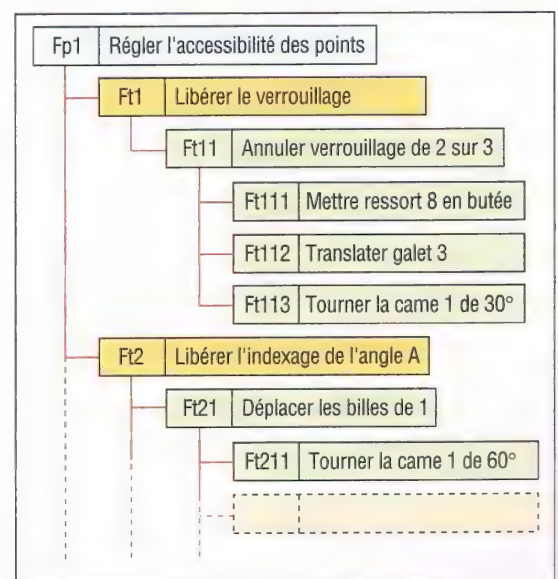 Fp1 Régler l'accessibilité des points
Ft1 Libérer le verrouillage
Ft11 Annuler verrouillage de 2 sur 3
Ft111 Mettre ressort 8 en butée
Ft112 Translater galet 3
Ft113 Tourner la came 1 de 30°
Ft2 Libérer l'indexage de l'angle A
Ft21 Déplacer les billes de 1
Ft211 Tourner la came 1 de 60°